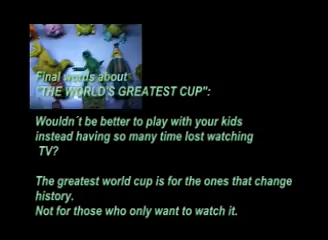 Final words about
"THE WORLD'S GREATEST CUP":
Wouldn´t be better to play with your kids
instead having so many time lost watching
TV?
The greatest world cup is for the ones that change
history.
Not for those who only want to watch it.